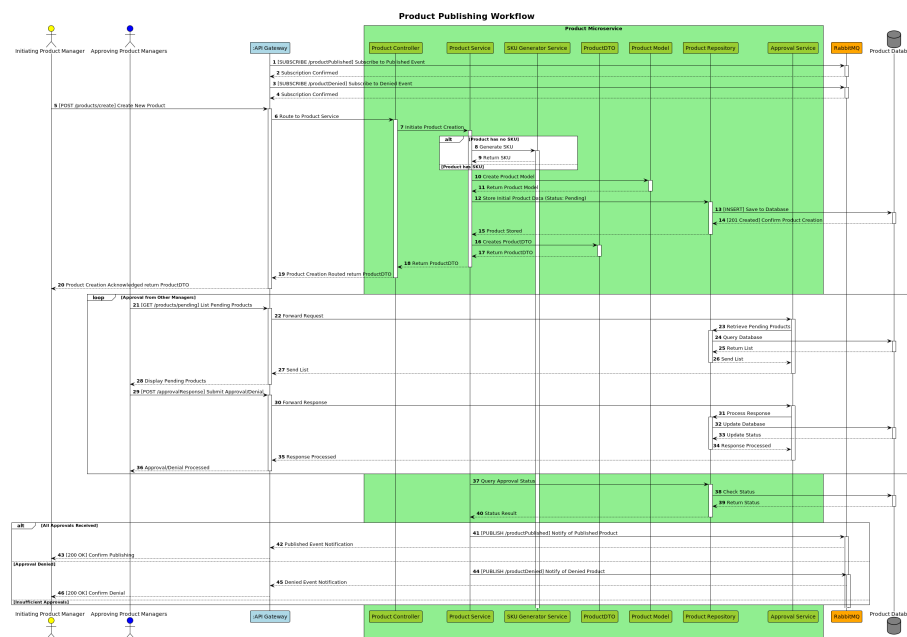 Product Publishing Workflow
Product Microservice
Initiating Product Manager
Approving Product Managers
:API Gateway
Product Controller
Product Service
SKU Generator Service
ProductDTO
Product Model
Product Repository
Approval Service
RabbitMQ
Product Datab
1 [SUBSCRIBE /productPublished] Subscribe to Published Event
2 Subscription Confirmed
3 [SUBSCRIBE /productDenied] Subscribe to Denied Event
4 Subscription Confirmed
5 [POST /products/create] Create New Product
6 Route to Product Service
7 Initiate Product Creation
alt [Product has no SKU]
8 Generate SKU
9 Return SKU
[Product has SKU]
10 Create Product Model
11 Return Product Model
12 Store Initial Product Data (Status: Pending)
13 [INSERT] Save to Database
14 [201 Created] Confirm Product Creation
15 Product Stored
16 Creates ProductDTO
17 Return ProductDTO
18 Return ProductDTO
19 Product Creation Routed return ProductDTO
20 Product Creation Acknowledged return ProductDTO
loop [Approval from Other Managers]
21 [GET /products/pending] List Pending Products
22 Forward Request
23 Retrieve Pending Products
24 Query Database
25 Return List
26 Send List
27 Send List
28 Display Pending Products
29 [POST /approvalResponse] Submit Approval/Denial
30 Forward Response
31 Process Response
32 Update Database
33 Update Status
34 Response Processed
35 Response Processed
36 Approval/Denial Processed
37 Query Approval Status
38 Check Status
39 Return Status
40 Status Result
alt [All Approvals Received]
41 [PUBLISH /productPublished] Notify of Published Product
42 Published Event Notification
43 [200 OK] Confirm Publishing
[Approval Denied]
44 [PUBLISH /productDenied] Notify of Denied Product
45 Denied Event Notification
46 [200 OK] Confirm Denial
[Insufficient Approvals]
Initiating Product Manager
Approving Product Managers
:API Gateway
Product Controller
Product Service
SKU Generator Service
ProductDTO
Product Model
Product Repository
Approval Service
RabbitMQ
Product Datab